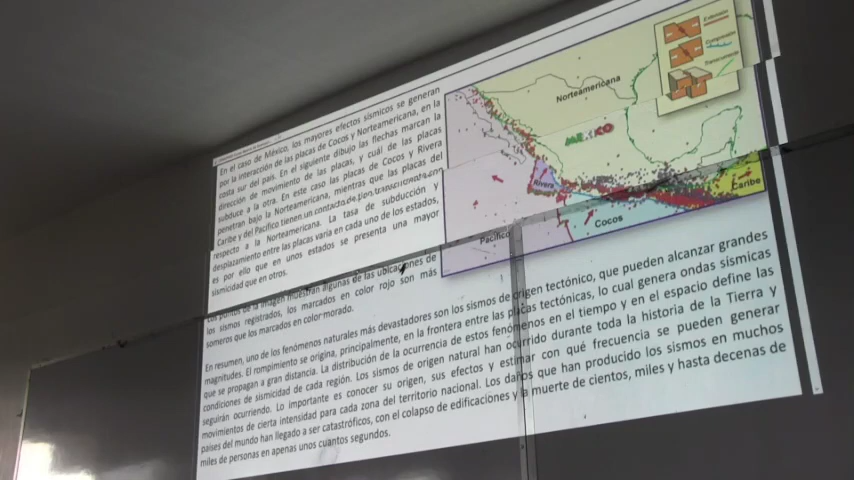 En el caso de México, los mayores efectos sísmicos se generan
por la interacción de las placas de Cocos y Norteamericana, en la
costa sur del país. En el siguiente dibujo las flechas marcan la
dirección de movimiento de las placas, y cuál de las placas
subduce a la otra. En este caso las placas de Cocos y Rivera
penetran bajo la Norteamericana, mientras que las placas del
Caribe y del Pacífico tienen un contacto de tipo transcurrente con
respecto a la Norteamericana. La tasa de subducción y
desplazamiento entre las placas varía en cada uno de los estados,
es por ello que en unos estados se presenta una mayor
sismicidad que en otros.
Los puntos de la imagen muestran algunas de las ubicaciones de
los sismos registrados, los marcados en color rojo son más
someros que los marcados en color morado.
En resumen, uno de los fenómenos naturales más devastadores son los sismos de origen tectónico, que pueden alcanzar grandes
magnitudes. El rompimiento se origina, principalmente, en la frontera entre las placas tectónicas, lo cual genera ondas sísmicas
que se propagan a gran distancia. La distribución de la ocurrencia de estos fenómenos en el tiempo y en el espacio define las
condiciones de sismicidad de cada región. Los sismos de origen natural han ocurrido durante toda la historia de la Tierra y
seguirán ocurriendo. Lo importante es conocer su origen, sus efectos y estimar con qué frecuencia se pueden generar
movimientos de cierta intensidad para cada zona del territorio nacional. Los daños que han producido los sismos en muchos
países del mundo han llegado a ser catastróficos, con el colapso de edificaciones y la muerte de cientos, miles y hasta decenas de
miles de personas en apenas unos cuantos segundos.
Extensión
Compresión
Transcurrente
Norteamericana
MÉXICO
Rivera
Caribe
Cocos
Pacífico